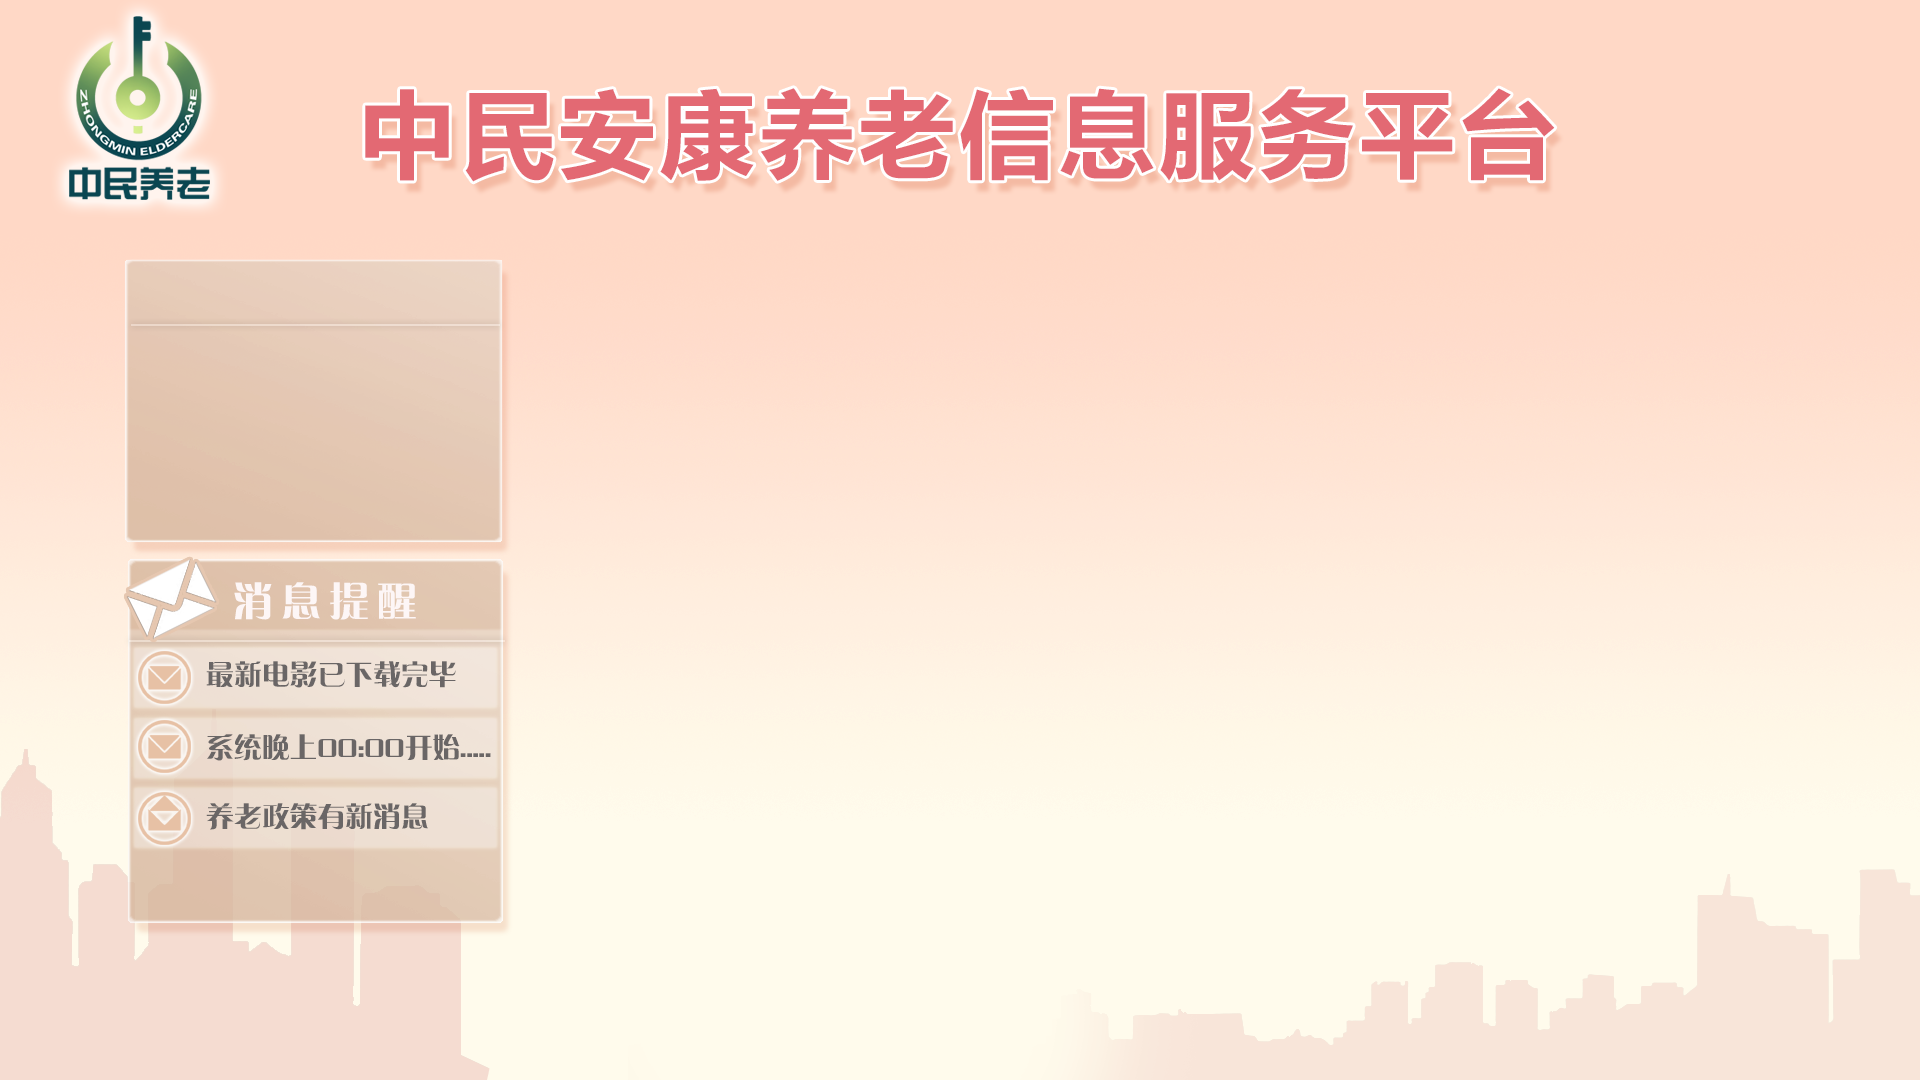 ZHONGMIN ELDERCARE
中民养老
中民安康养老信息服务平台
消息提醒
最新电影已下载完毕
系统晚上00:00开始.....
养老政策有新消息